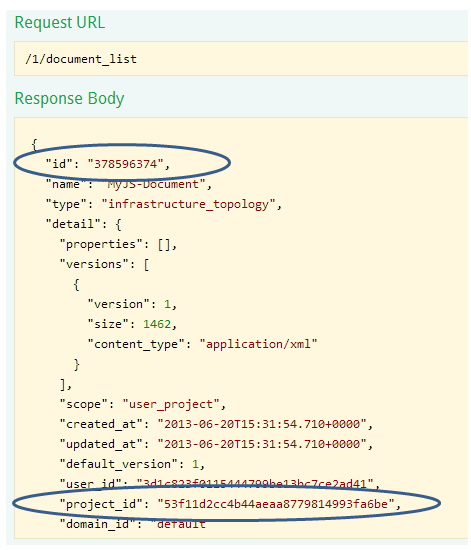 Request URL
/1/document_list
Response Body
{
"id": "378596374",
"name": "MyJS-Document",
"type": "infrastructure_topology",
"detail": {
"properties": [],
"versions": [
{
"version": 1,
"size": 1462,
"content_type": "application/xml"
}
],
"scope": "user_project",
"created_at": "2013-06-20T15:31:54.710+0000",
"updated_at": "2013-06-20T15:31:54.710+0000",
"default_version": 1,
"user_id":
"project_id": "53f11d2cc4b44aeaa8779814993fa6be",
"domain_id": "default